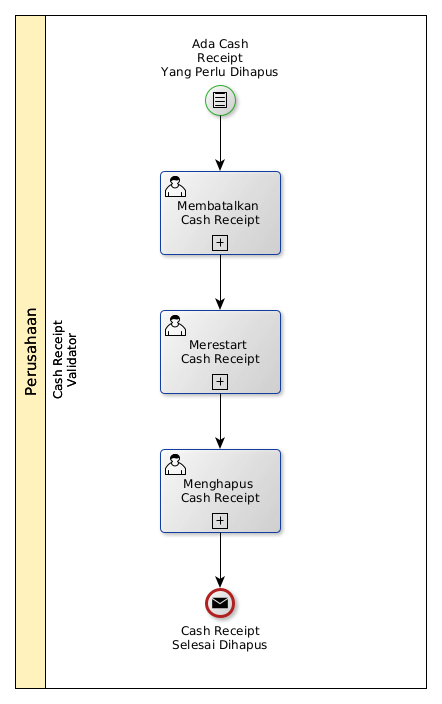 Ada Cash
Receipt
Yang Perlu Dihapus
Perusahaan
Cash Receipt
Validator
Membatalkan
Cash Receipt
Merestart
Cash Receipt
Menghapus
Cash Receipt
Cash Receipt
Selesai Dihapus